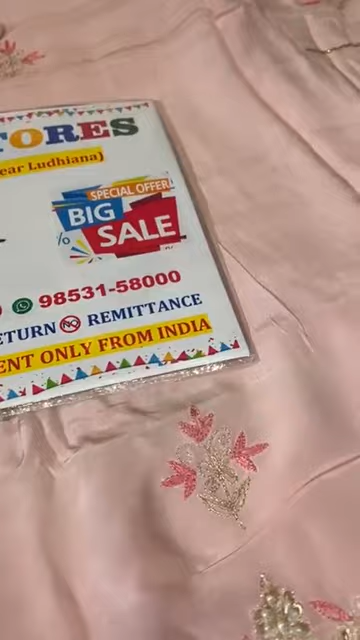 TORES
ear Ludhiana)
SPECIAL OFFER
BIG
% SALE
98531-58000
ETURN NO REMITTANCE
ENT ONLY FROM INDIA